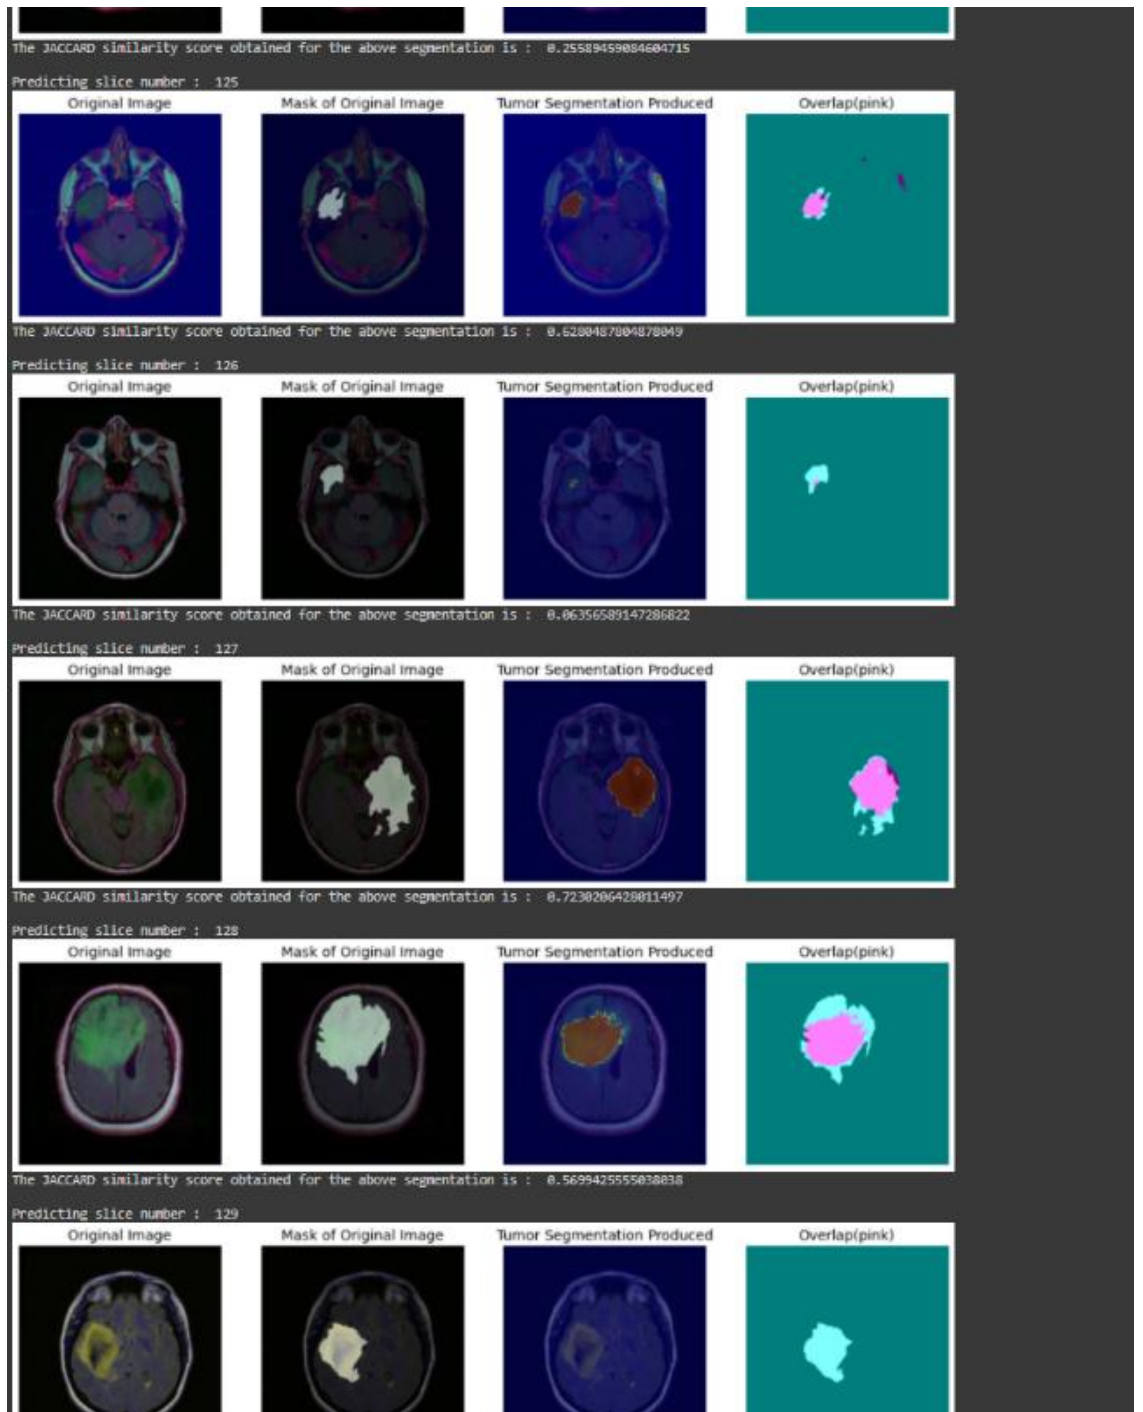 The JACCARD similarity score obtained for the above segmentation is :  0.25589459084604715
Predicting slice number :  125
Original Image Mask of Original Image Tumor Segmentation Produced Overlap(pink)
The JACCARD similarity score obtained for the above segmentation is :  0.6280487804878049
Predicting slice number :  126
Original Image Mask of Original Image Tumor Segmentation Produced Overlap(pink)
The JACCARD similarity score obtained for the above segmentation is :  0.06356589147286822
Predicting slice number :  127
Original Image Mask of Original Image Tumor Segmentation Produced Overlap(pink)
The JACCARD similarity score obtained for the above segmentation is :  0.7230206428011497
Predicting slice number :  128
Original Image Mask of Original Image Tumor Segmentation Produced Overlap(pink)
The JACCARD similarity score obtained for the above segmentation is :  0.5699425555038038
Predicting slice number :  129
Original Image Mask of Original Image Tumor Segmentation Produced Overlap(pink)